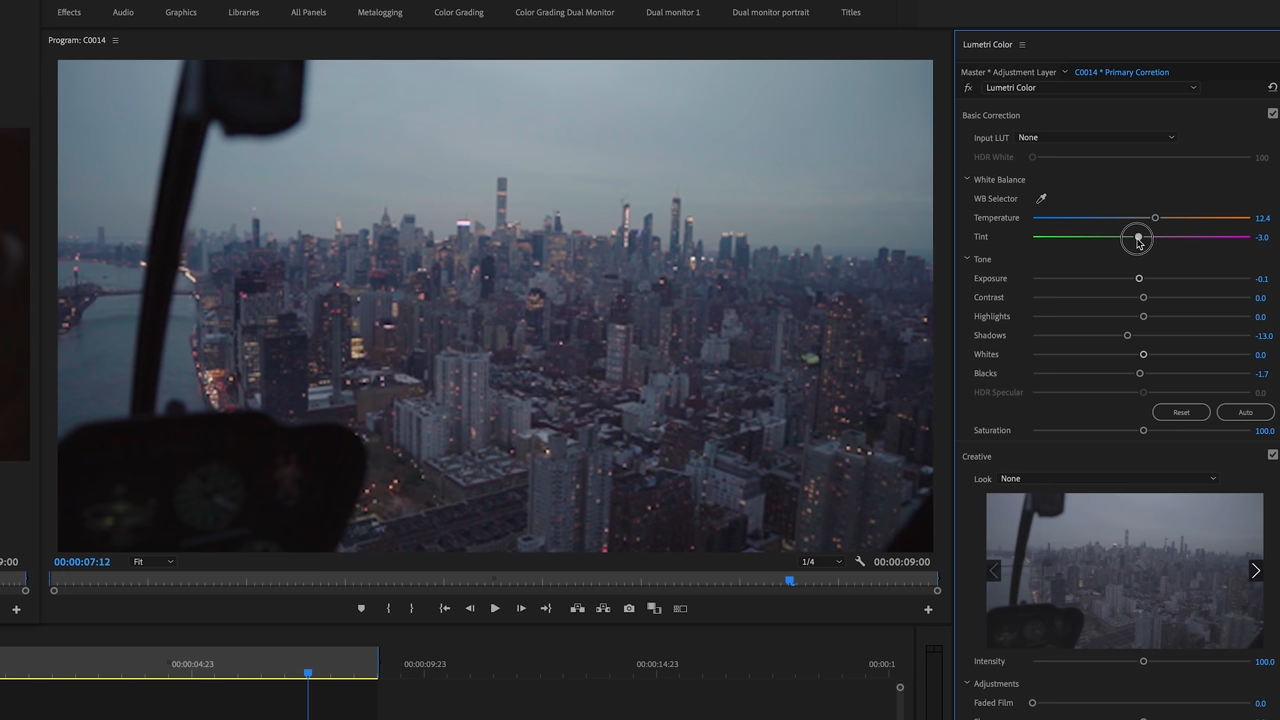 Effects Audio Graphics Libraries All Panels Metalogging Color Grading Color Grading Dual Monitor Dual monitor 1 Dual monitor portrait Titles
Program: C0014
Lumetri Color
Master * Adjustment Layer C0014 * Primary Corretion
fx Lumetri Color
Basic Correction
Input LUT None
HDR White 100
White Balance
WB Selector
Temperature 12.4
Tint -3.0
Tone
Exposure -0.1
Contrast 0.0
Highlights 0.0
Shadows -13.0
Whites 0.0
Blacks -1.7
HDR Specular 0.0
Reset Auto
Saturation 100.0
Creative
Look None
Intensity 100.0
Adjustments
Faded Film 0.0
9:00 00:00:07:12 Fit 1/4 00:00:09:00
00:00:04:23 00:00:09:23 00:00:14:23 00:00:1